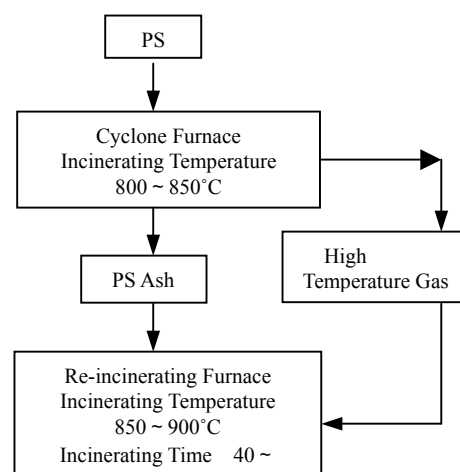 PS
Cyclone Furnace
Incinerating Temperature
800 ~ 850˚C
PS Ash
High
Temperature Gas
Re-incinerating Furnace
Incinerating Temperature
850 ~ 900˚C
Incinerating Time 40 ~